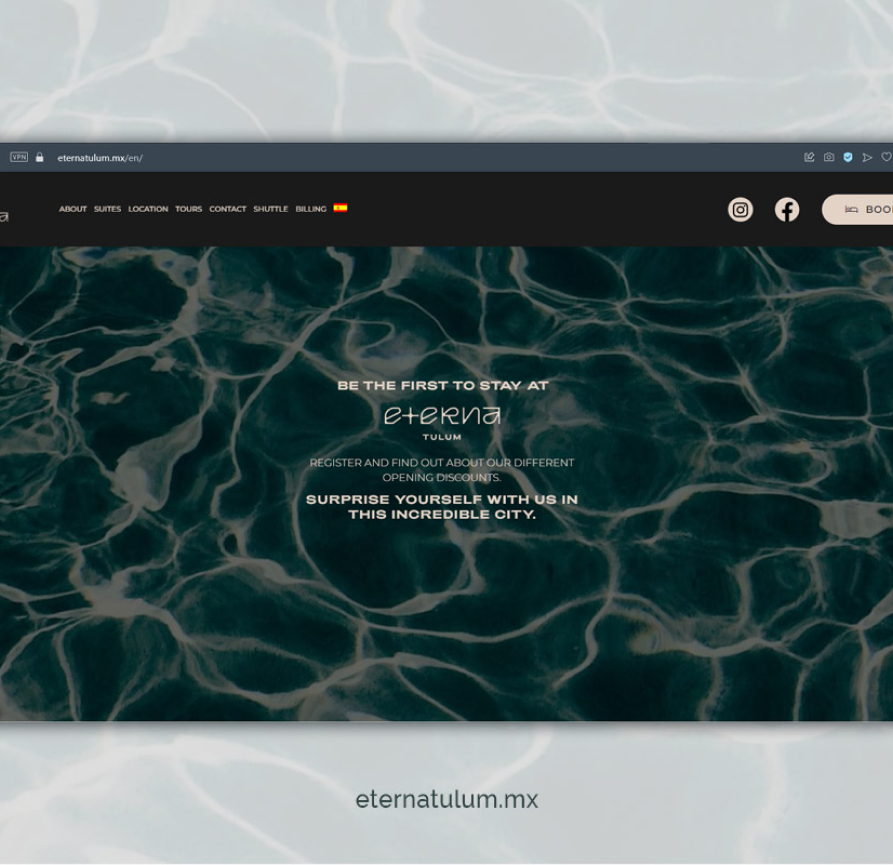 VPN eternatulum.mx/en/
ABOUT SUITES LOCATION TOURS CONTACT SHUTTLE BILLING
BE THE FIRST TO STAY AT
eterna
TULUM
REGISTER AND FIND OUT ABOUT OUR DIFFERENT
OPENING DISCOUNTS.
SURPRISE YOURSELF WITH US IN
THIS INCREDIBLE CITY.
eternatulum.mx